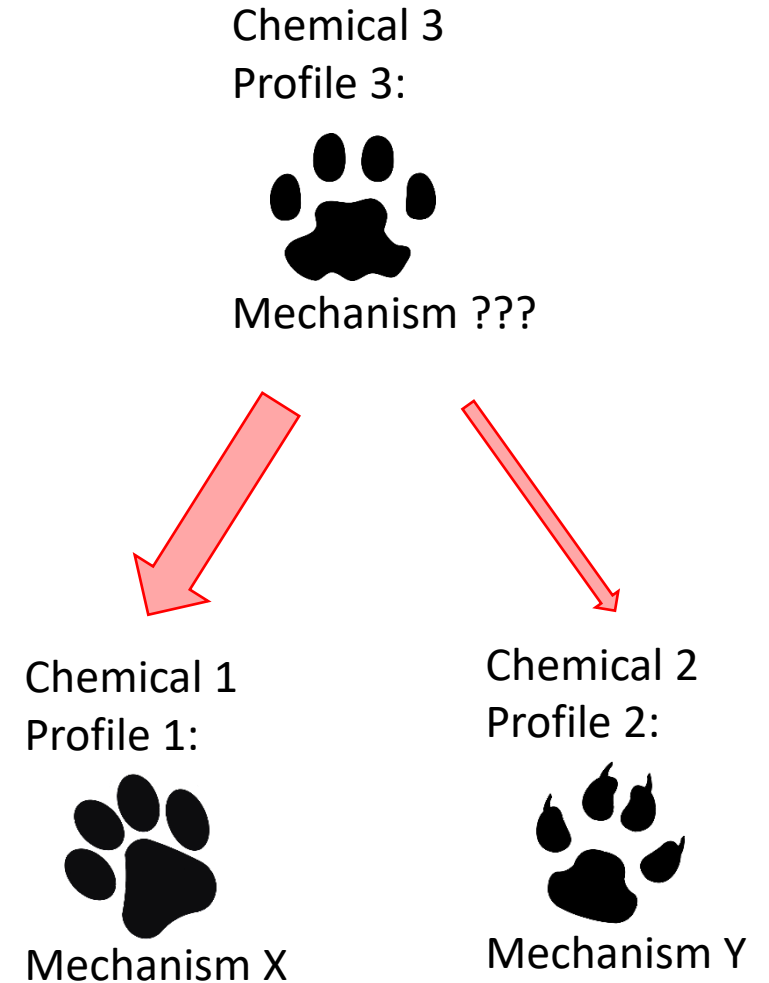 Chemical 3
Profile 3:
Mechanism ???
Chemical 1
Profile 1:
Mechanism X
Chemical 2
Profile 2:
Mechanism Y